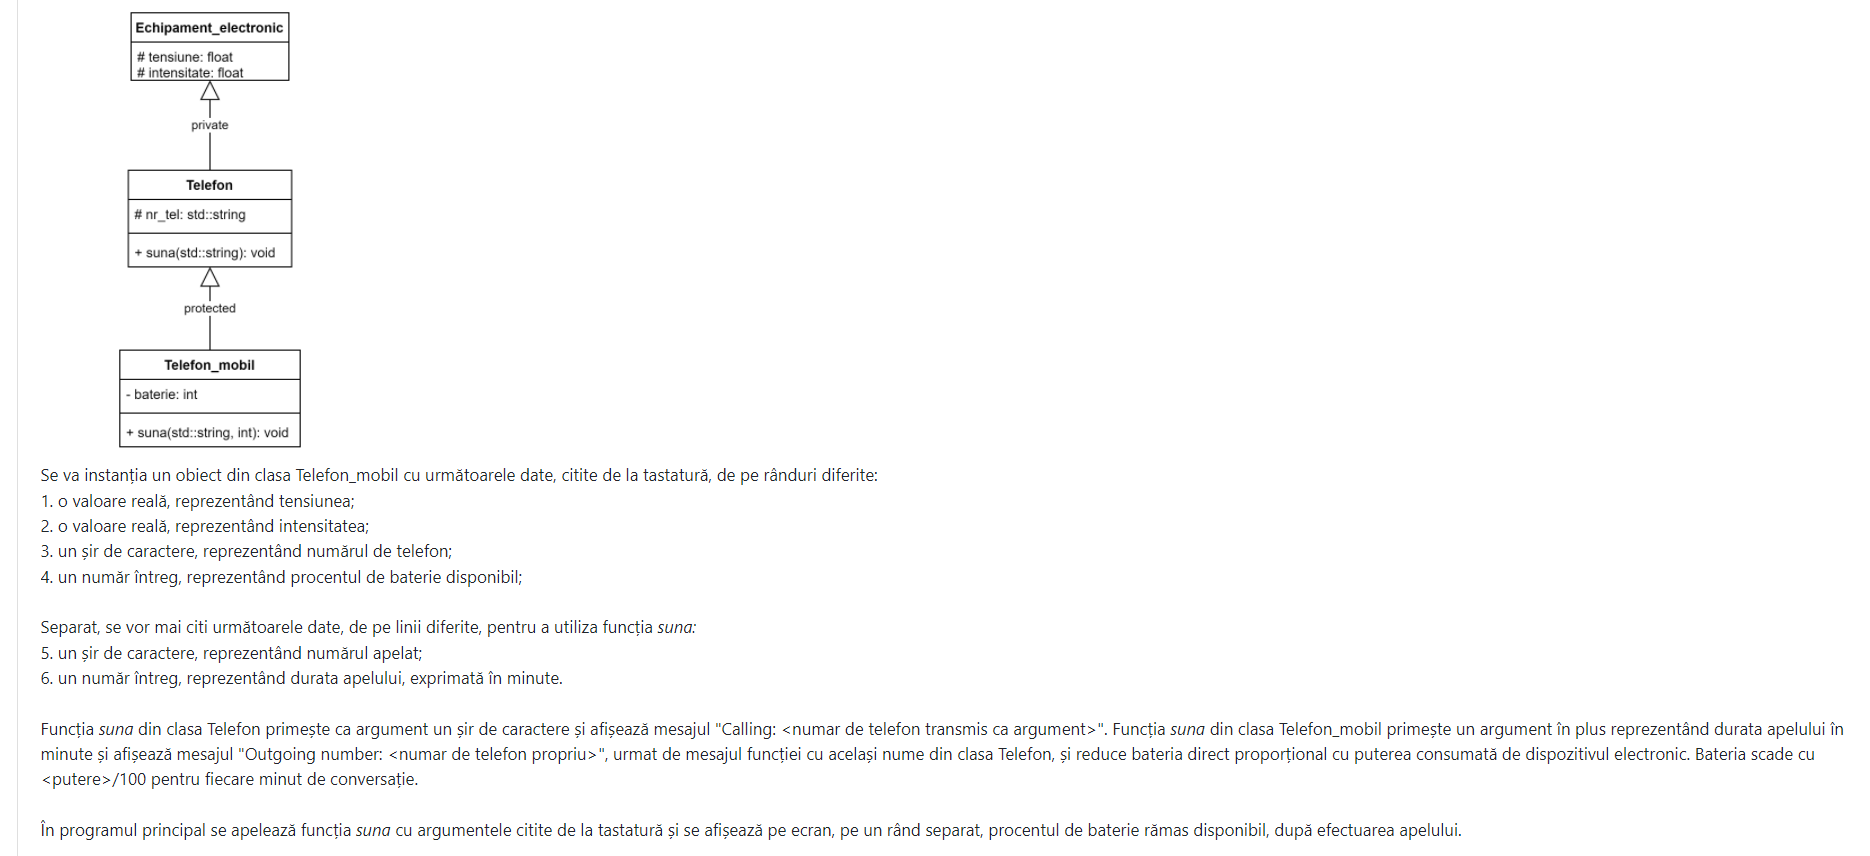 Echipament_electronic
# tensiune: float
# intensitate: float
private
Telefon
# nr_tel: std::string
+ suna(std::string): void
protected
Telefon_mobil
- baterie: int
+ suna(std::string, int): void
Se va instanția un obiect din clasa Telefon_mobil cu următoarele date, citite de la tastatură, de pe rânduri diferite:
1. o valoare reală, reprezentând tensiunea;
2. o valoare reală, reprezentând intensitatea;
3. un șir de caractere, reprezentând numărul de telefon;
4. un număr întreg, reprezentând procentul de baterie disponibil;
Separat, se vor mai citi următoarele date, de pe linii diferite, pentru a utiliza funcția suna:
5. un șir de caractere, reprezentând numărul apelat;
6. un număr întreg, reprezentând durata apelului, exprimată în minute.
Funcția suna din clasa Telefon primește ca argument un șir de caractere și afișează mesajul "Calling: <numar de telefon transmis ca argument>". Funcția suna din clasa Telefon_mobil primește un argument în plus reprezentând durata apelului în
minute și afișează mesajul "Outgoing number: <numar de telefon propriu>", urmat de mesajul funcției cu același nume din clasa Telefon, și reduce bateria direct proporțional cu puterea consumată de dispozitivul electronic. Bateria scade cu
<putere>/100 pentru fiecare minut de conversație.
În programul principal se apelează funcția suna cu argumentele citite de la tastatură și se afișează pe ecran, pe un rând separat, procentul de baterie rămas disponibil, după efectuarea apelului.